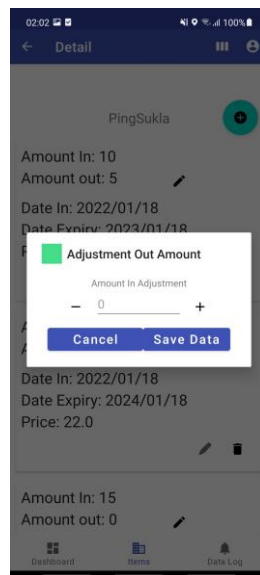 02:02
100%
Detail
PingSukla
Amount In: 10
Amount out: 5
Date In: 2022/01/18
Date Expiry: 2023/01/18
Adjustment Out Amount
Amount In Adjustment
0
Cancel
Save Data
Date In: 2022/01/18
Date Expiry: 2024/01/18
Price: 22.0
Amount In: 15
Amount out: 0
Dashboard
Items
Data Log